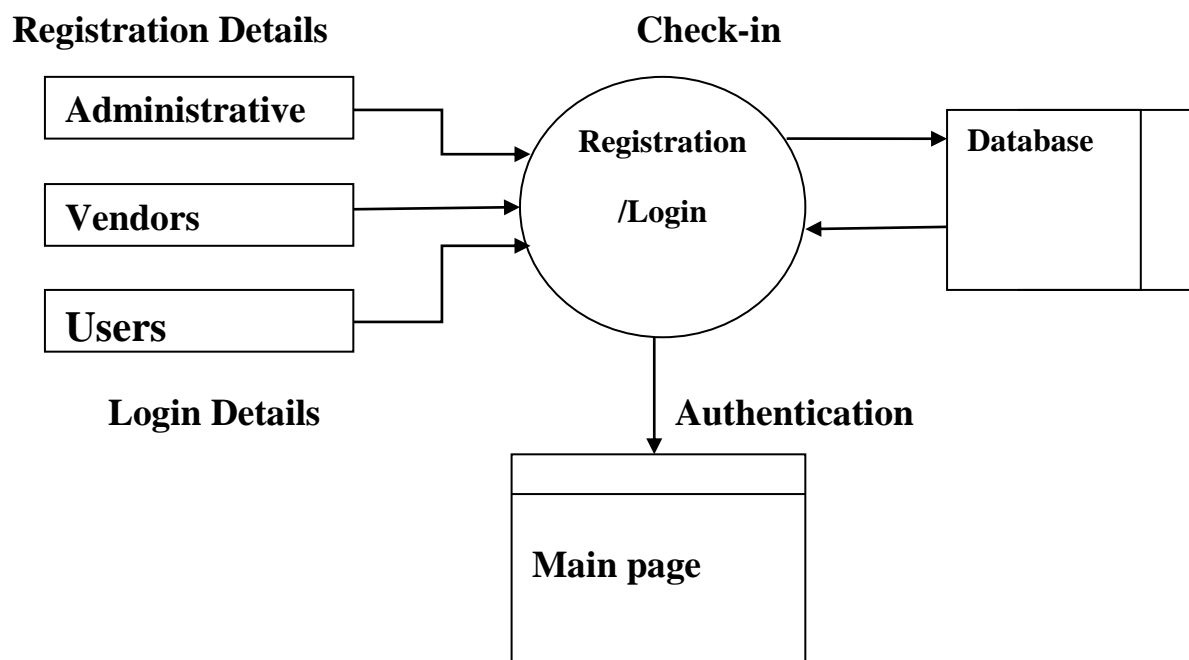 Registration Details
Check-in
Administrative
Vendors
Users
Login Details
Registration
/Login
Database
Authentication
Main page